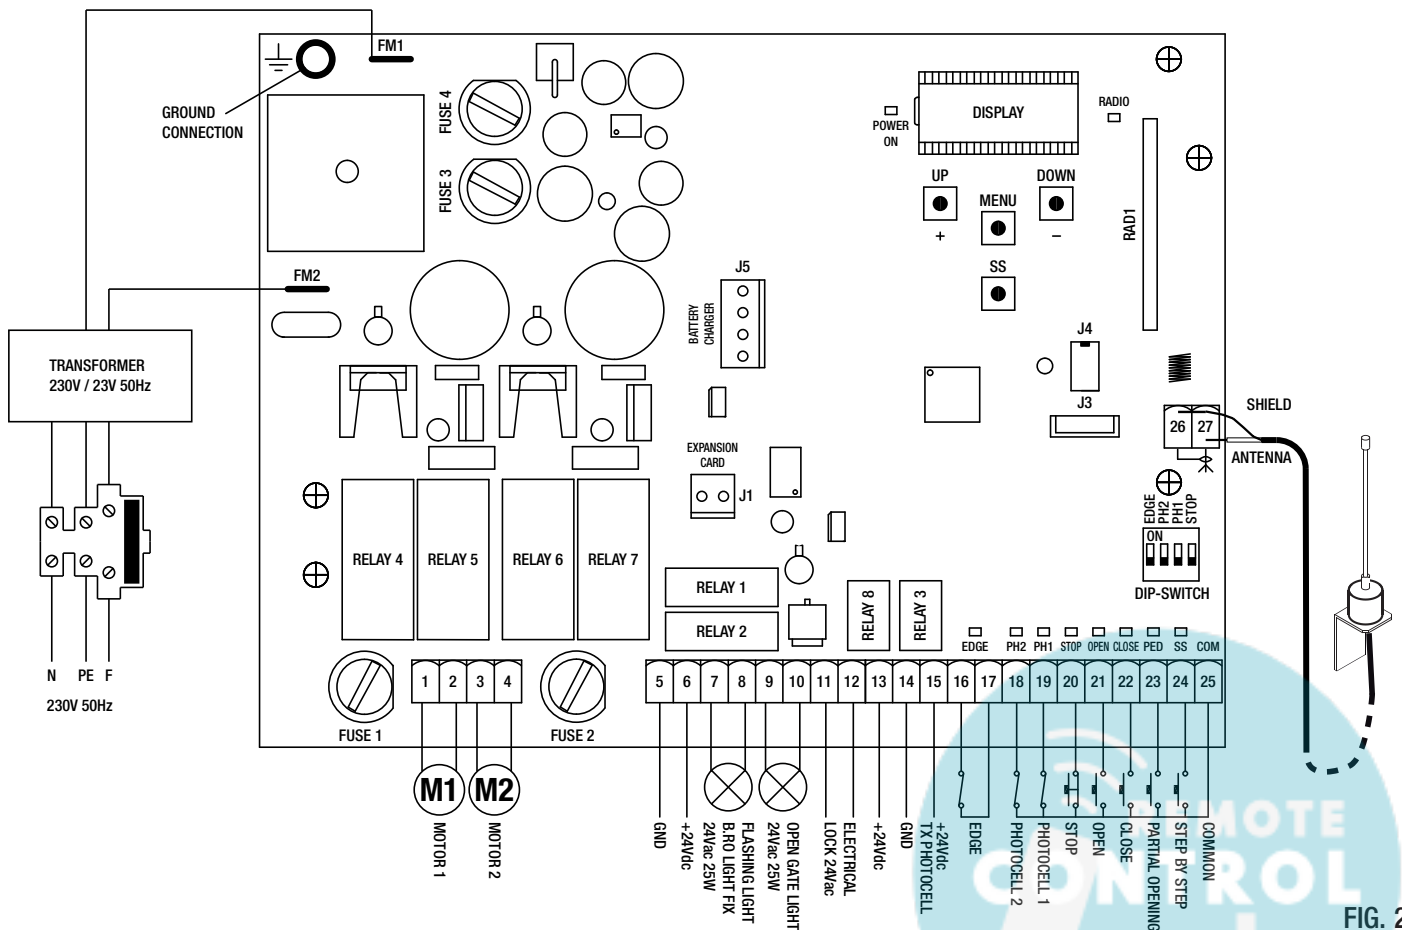 FM1
GROUND
CONNECTION
FUSE 4
FUSE 3
DISPLAY
POWER
ON
RADIO
UP
MENU
DOWN
+
–
SS
RAD1
FM2
J5
BATTERY
CHARGER
J4
J3
TRANSFORMER
230V / 23V 50Hz
SHIELD
26 27
ANTENNA
EXPANSION
CARD
J1
EDGE
PH2
PH1
STOP
ON
DIP-SWITCH
RELAY 4 RELAY 5 RELAY 6 RELAY 7
RELAY 1
RELAY 2
RELAY 8
RELAY 3
EDGE PH2 PH1 STOP OPEN CLOSE PED SS COM
N PE F
230V 50Hz
1 2 3 4
5 6 7 8 9 10 11 12 13 14 15 16 17 18 19 20 21 22 23 24 25
FUSE 1
FUSE 2
M1 M2
MOTOR 1
MOTOR 2
GND
+24Vdc
FLASHING LIGHT
B.RO LIGHT FIX
24Vac 25W
OPEN GATE LIGHT
24Vac 25W
ELECTRICAL
LOCK 24Vac
+24Vdc
GND
+24Vdc
TX PHOTOCELL
EDGE
PHOTOCELL 2
PHOTOCELL 1
STOP
OPEN
CLOSE
PARTIAL OPENING
STEP BY STEP
COMMON
REMOTE
CONTROL
FIG. 2